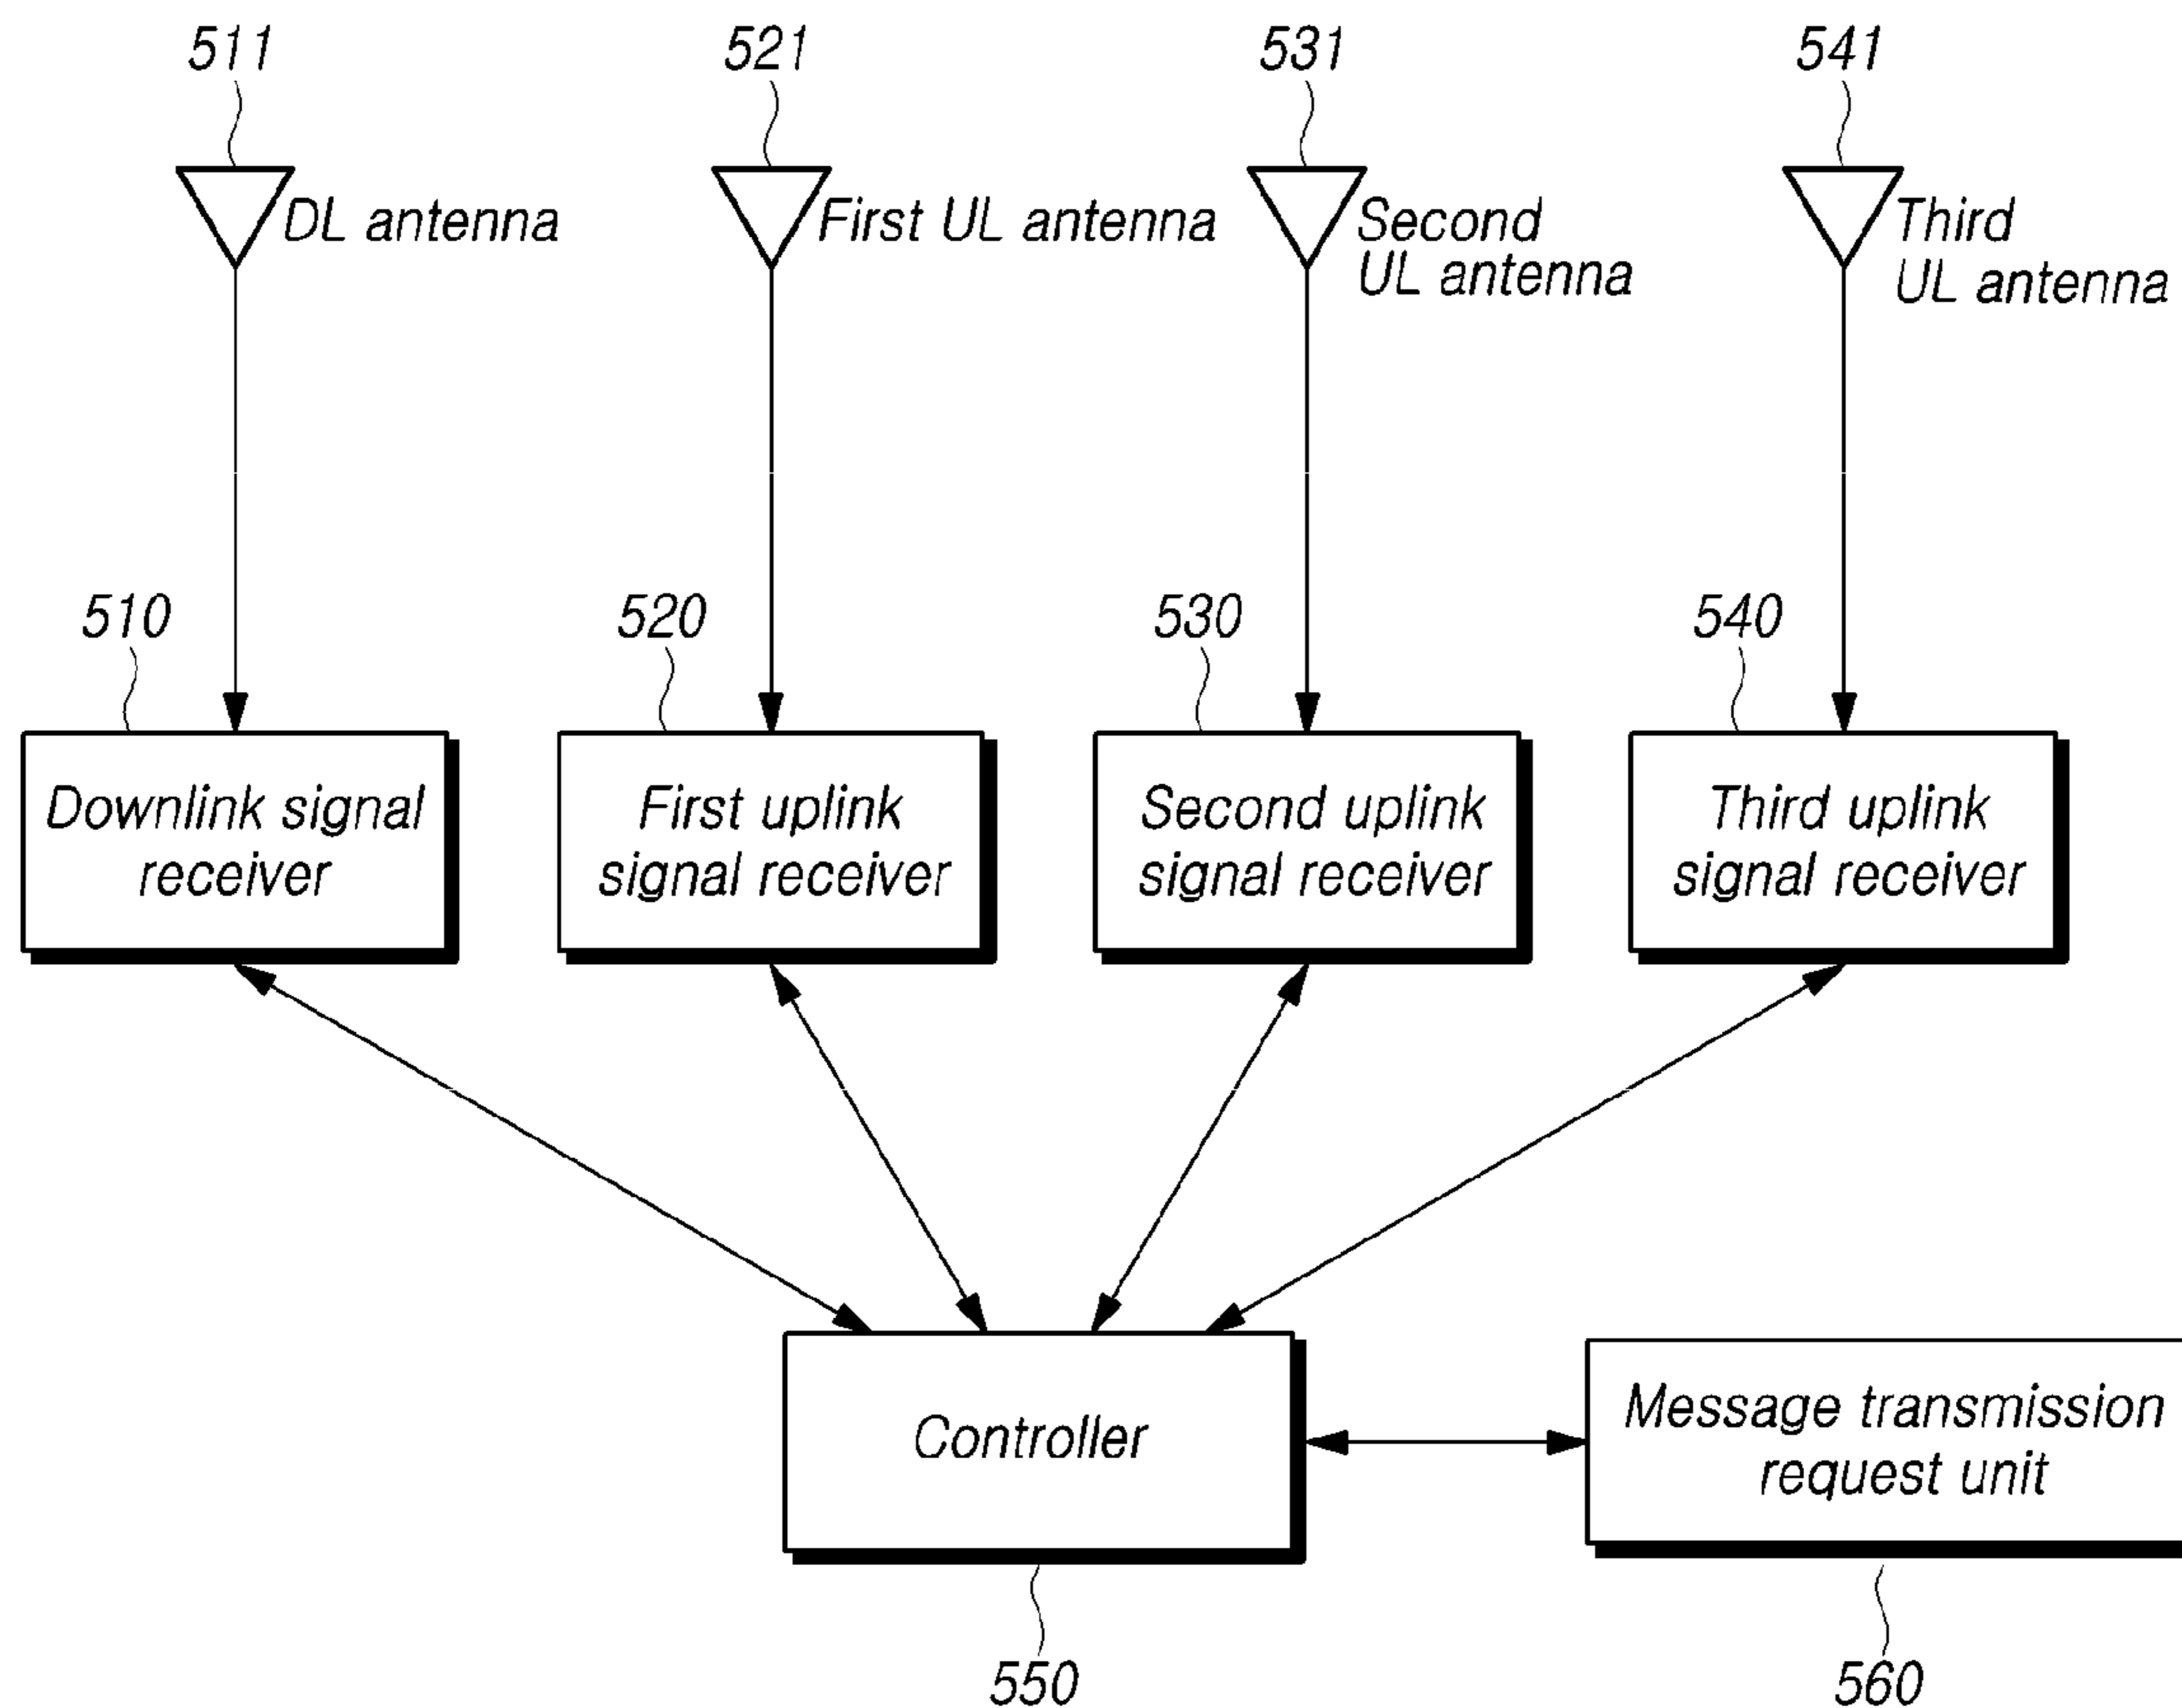 511
521
531
541
DL antenna
First UL antenna
Second
UL antenna
Third
UL antenna
510
520
530
540
Downlink signal
receiver
First uplink
signal receiver
Second uplink
signal receiver
Third uplink
signal receiver
Controller
Message transmission
request unit
550
560